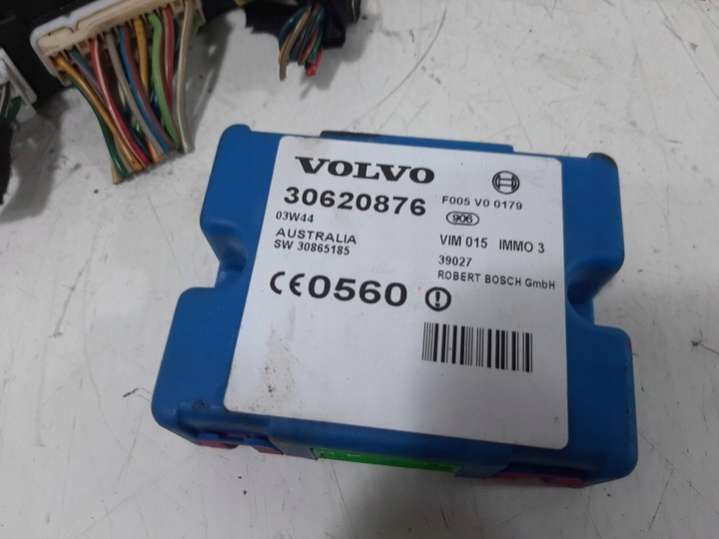 VOLVO
30620876
F005 V0 0179
03W44
906
AUSTRALIA
VIM 015 IMMO 3
SW 30865185
39027
ROBERT BOSCH GmbH
CE0560